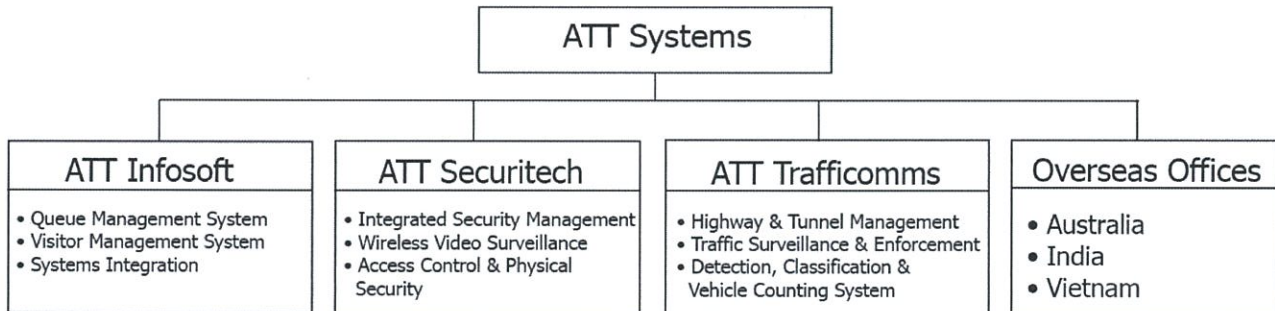 ATT Systems
ATT Infosoft
• Queue Management System
• Visitor Management System
• Systems Integration
ATT Securitech
• Integrated Security Management
• Wireless Video Surveillance
• Access Control & Physical
Security
ATT Trafficomms
• Highway & Tunnel Management
• Traffic Surveillance & Enforcement
• Detection, Classification &
Vehicle Counting System
Overseas Offices
• Australia
• India
• Vietnam